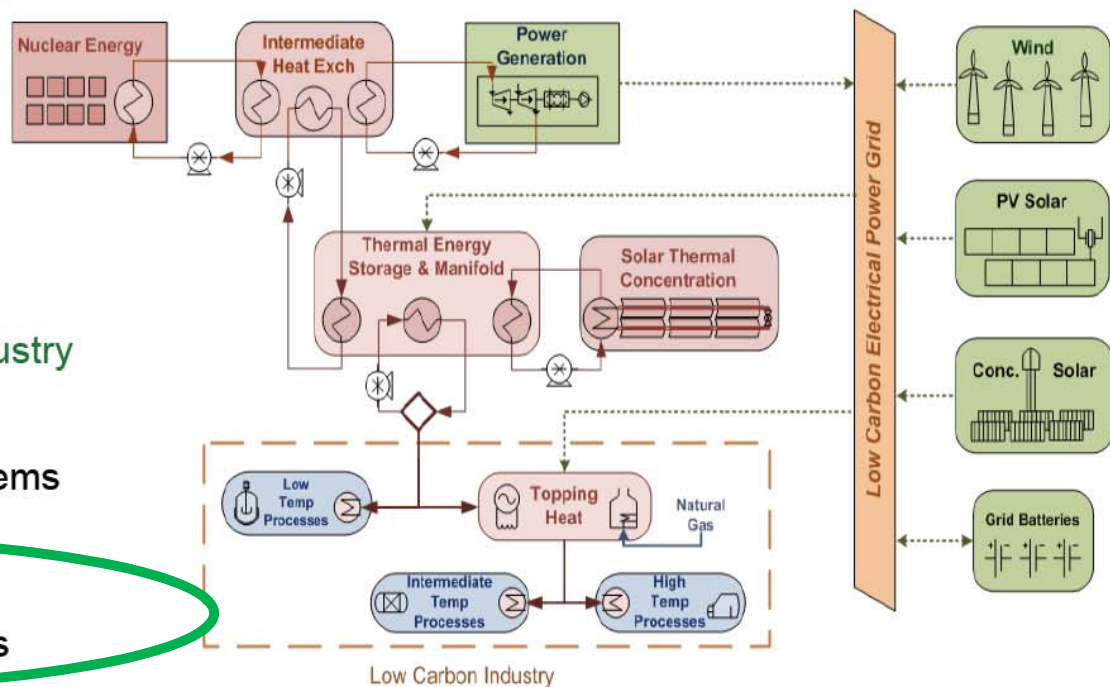 Nuclear Energy
Intermediate
Heat Exch
Power
Generation
Wind
PV Solar
Thermal Energy
Storage & Manifold
Solar Thermal
Concentration
Low Carbon Electrical Power Grid
ustry
Conc. Solar
ems
Low
Temp
Processes
Topping
Heat
Natural
Gas
Grid Batteries
+ - + - + -
Intermediate
Temp
Processes
High
Temp
Processes
s
Low Carbon Industry